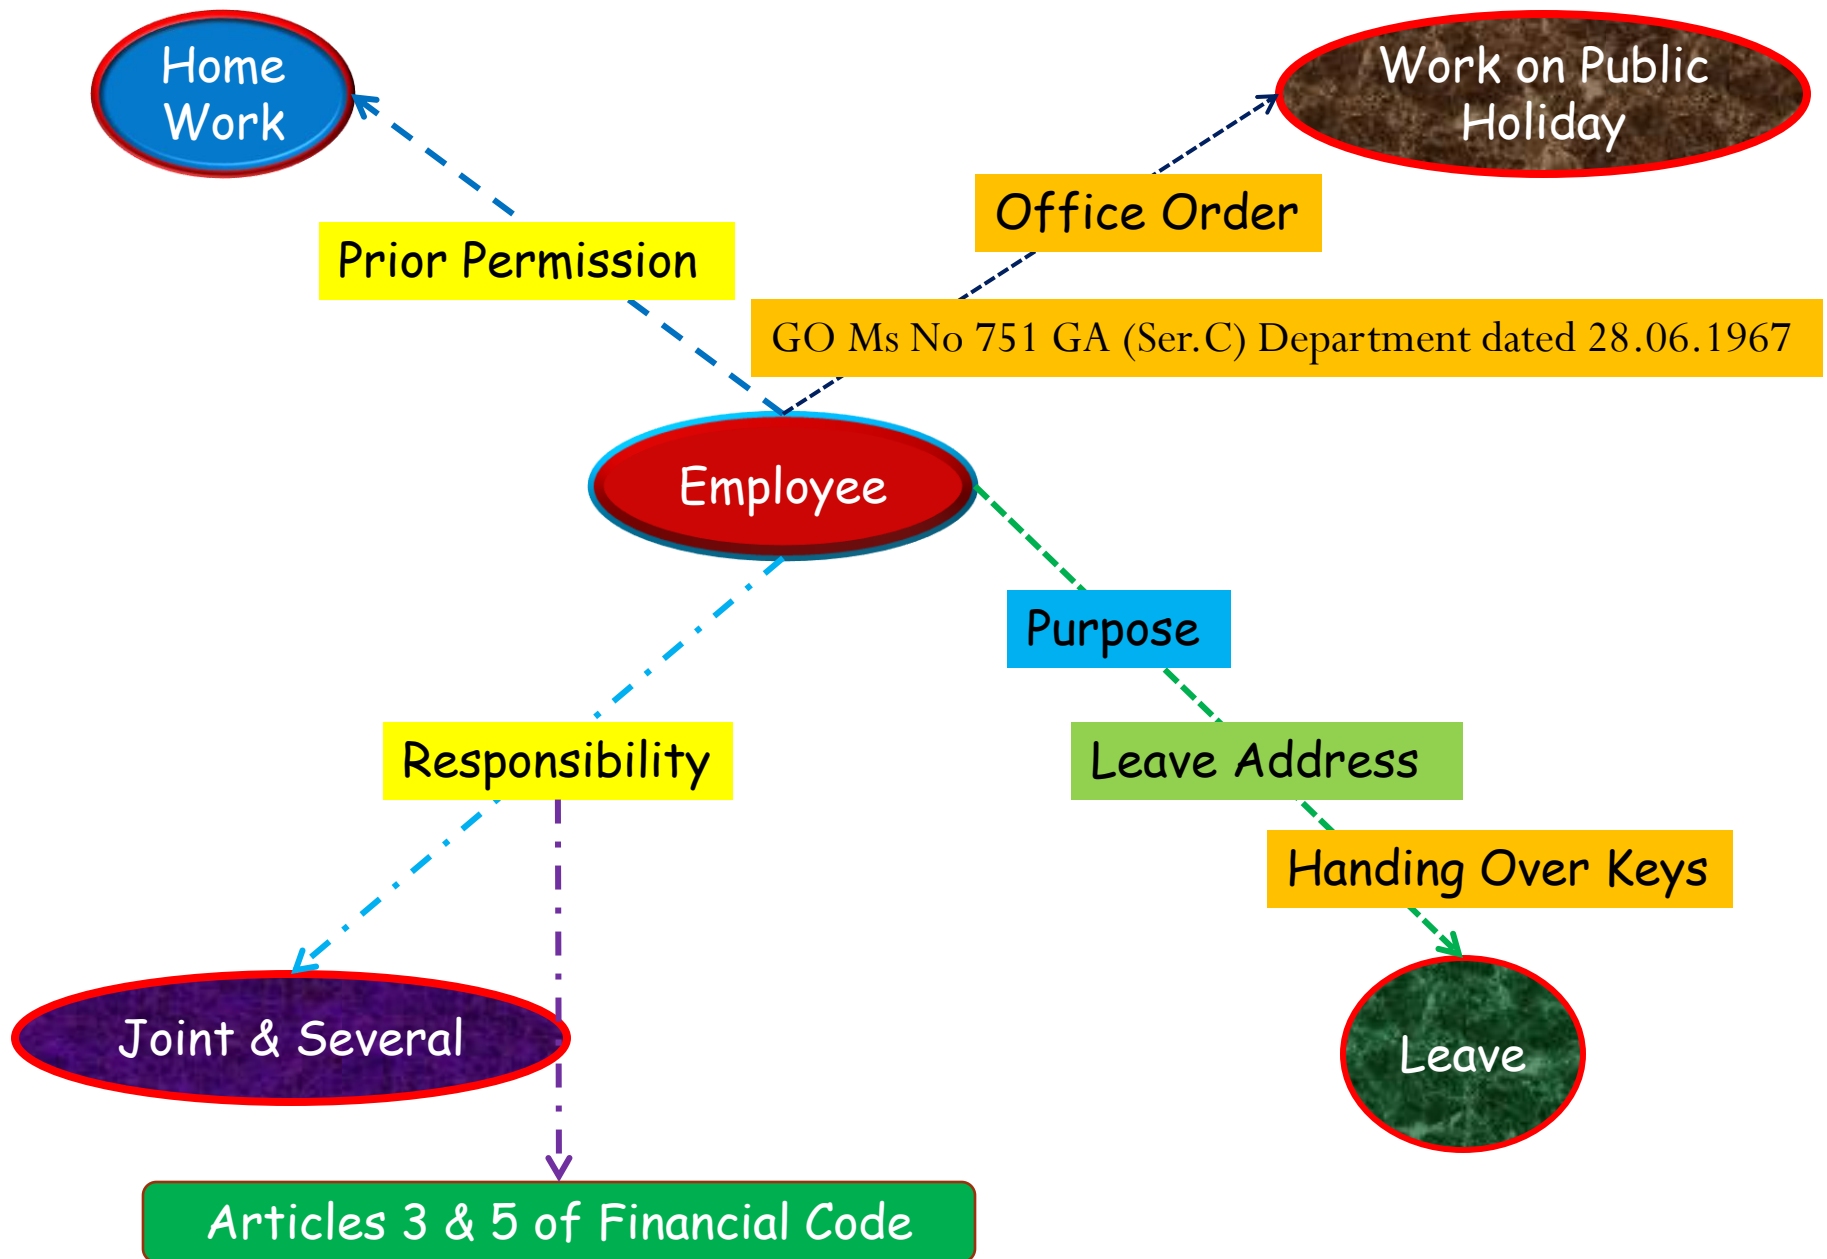 Home
Work
Work on Public
Holiday
Office Order
Prior Permission
GO Ms No 751 GA (Ser.C) Department dated 28.06.1967
Employee
Purpose
Responsibility
Leave Address
Handing Over Keys
Joint & Several
Leave
Articles 3 & 5 of Financial Code